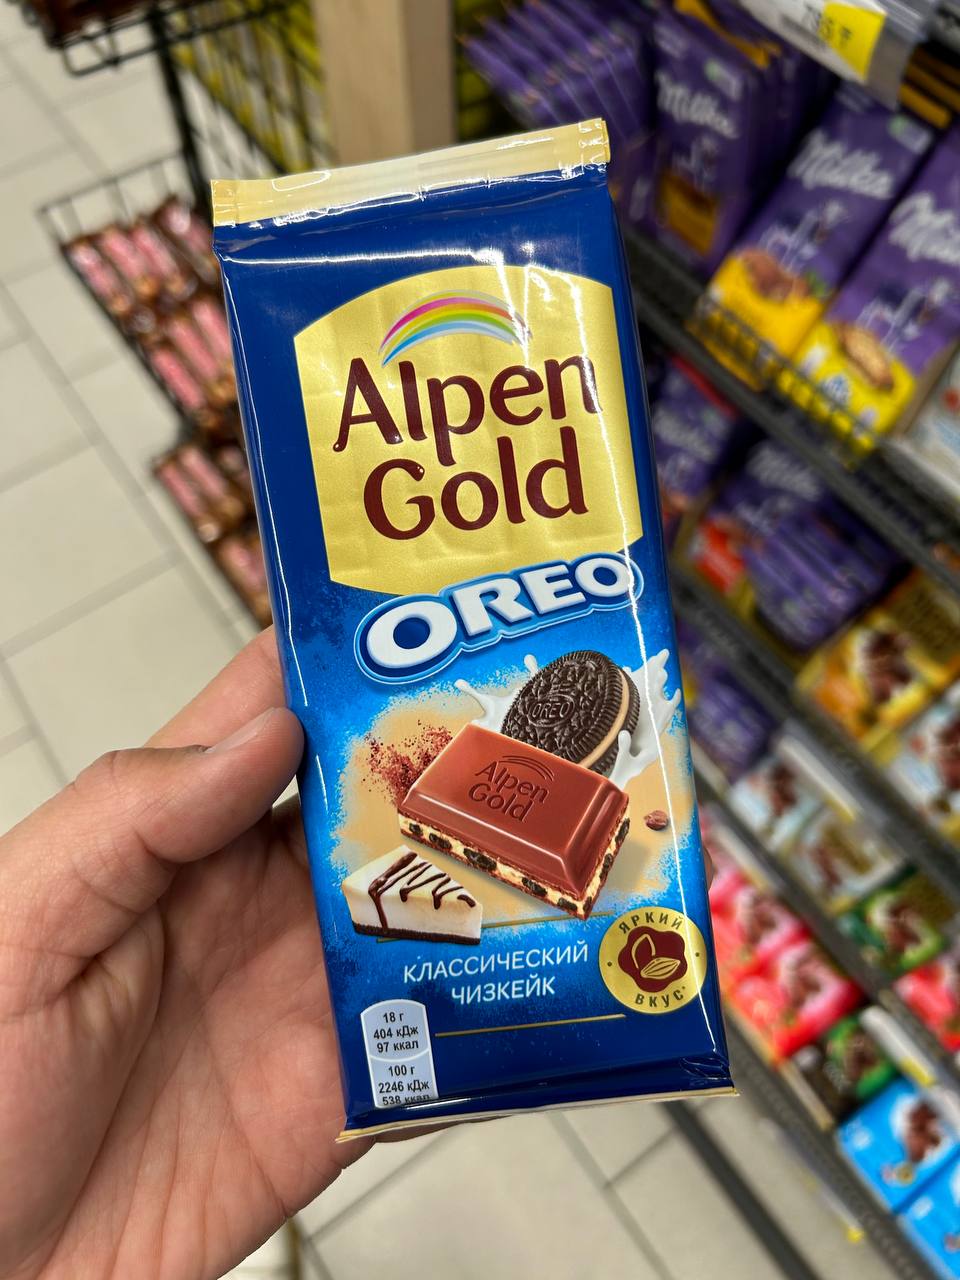 Milka
Milka
Alpen
Gold
OREO
OREO
Alpen
Gold
КЛАССИЧЕСКИЙ
ЧИЗКЕЙК
ЯРКИЙ
ВКУС
18 г
404 кДж
97 ккал
100 г
2246 кДж
538 ккал